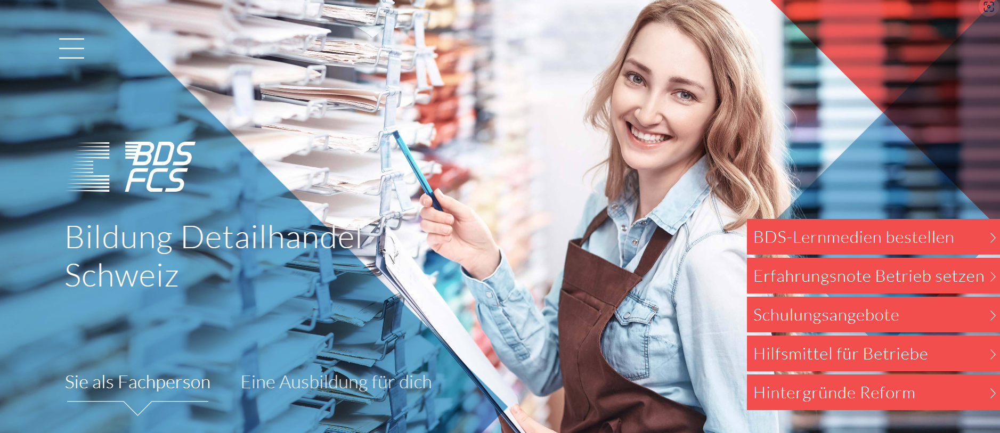 BDS
FCS
Bildung Detailhandel
Schweiz
Sie als Fachperson
Eine Ausbildung für dich
BDS-Lernmedien bestellen
Erfahrungsnote Betrieb setzen
Schulungsangebote
Hilfsmittel für Betriebe
Hintergründe Reform